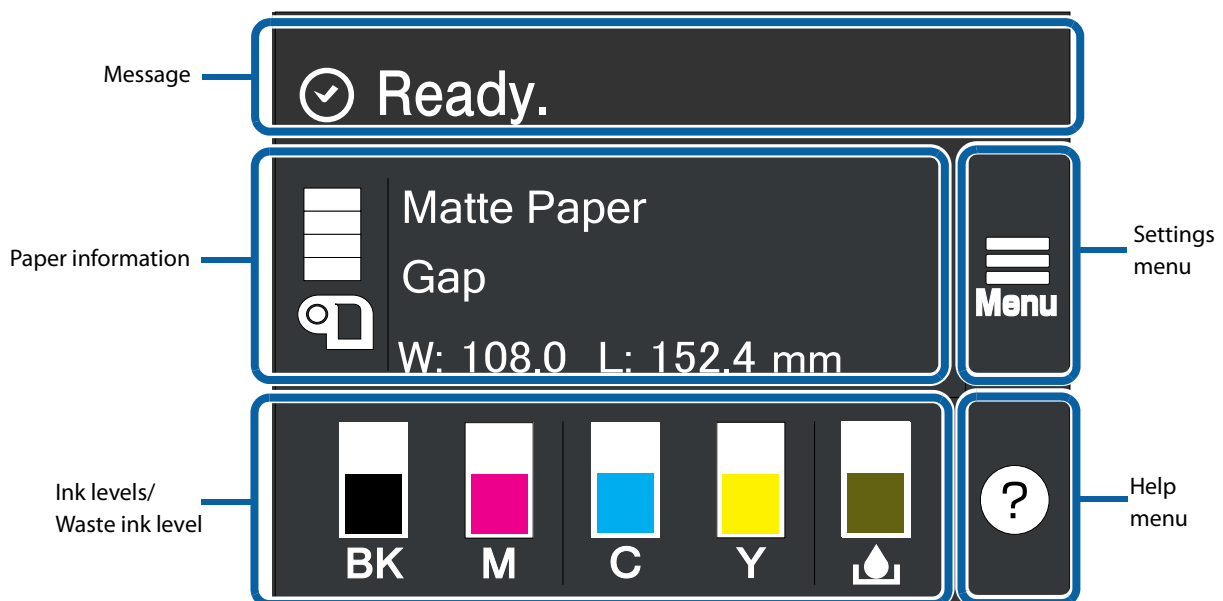 Message
Ready.
Paper information
Matte Paper
Gap
W: 108.0 L: 152.4 mm
Settings
menu
Menu
Ink levels/
Waste ink level
BK M C Y
?
Help
menu